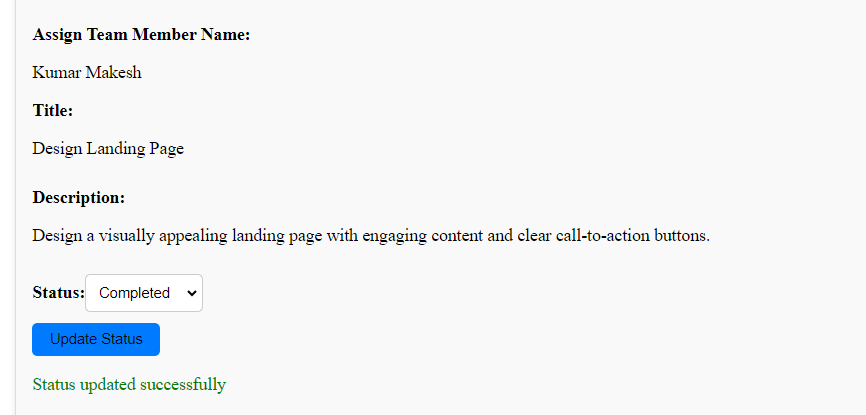 Assign Team Member Name:
Kumar Makesh
Title:
Design Landing Page
Description:
Design a visually appealing landing page with engaging content and clear call-to-action buttons.
Status: Completed
Update Status
Status updated successfully